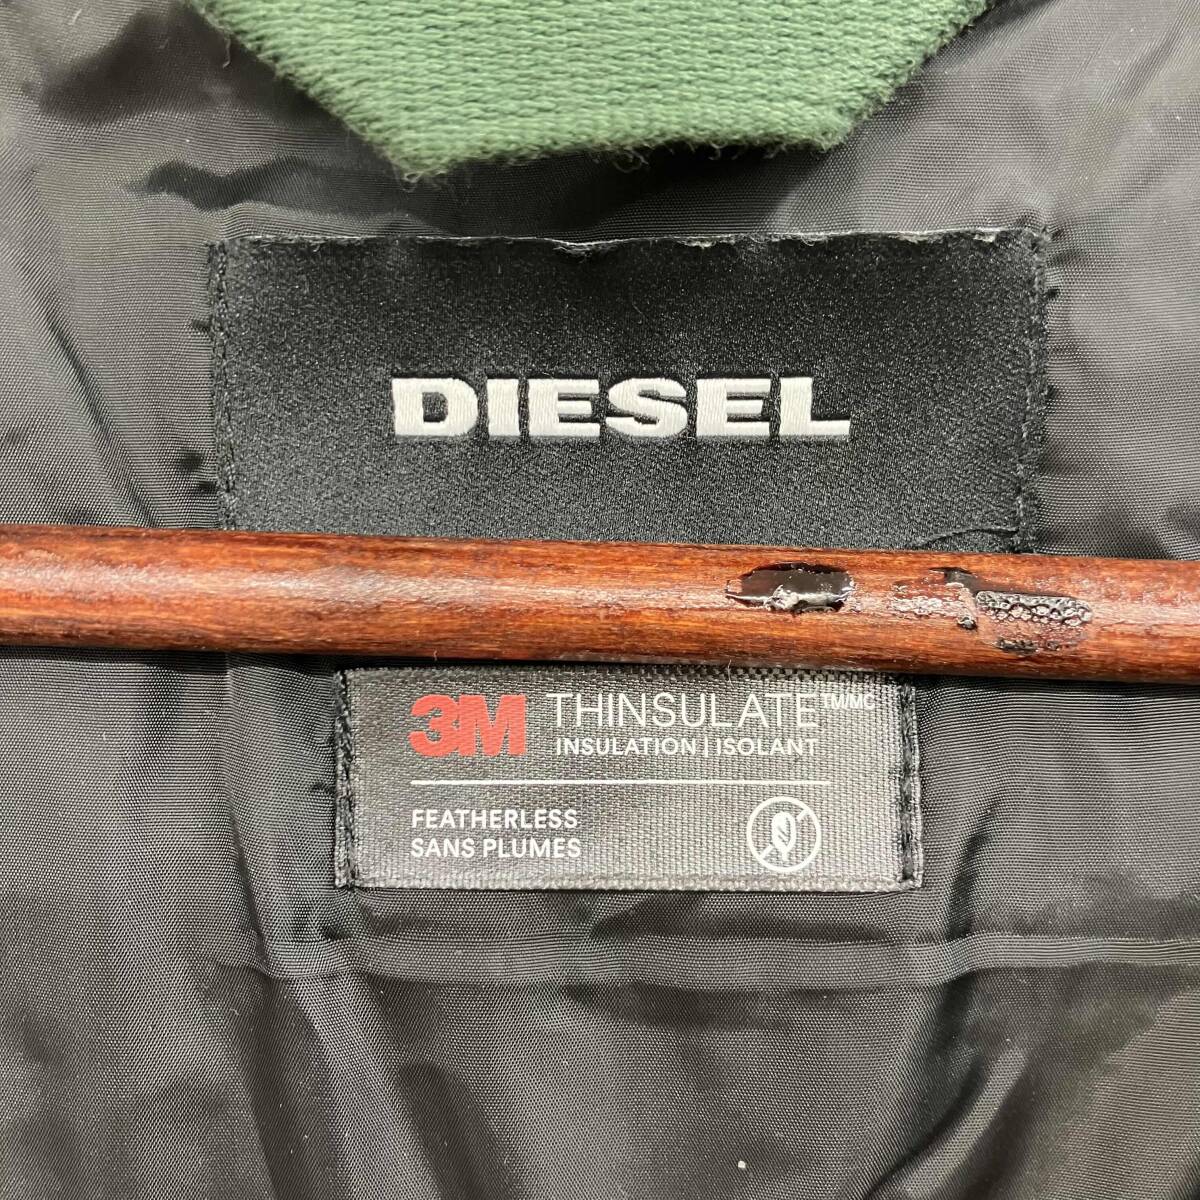 DIESEL
3M THINSULATE™/MC
INSULATION | ISOLANT
FEATHERLESS
SANS PLUMES